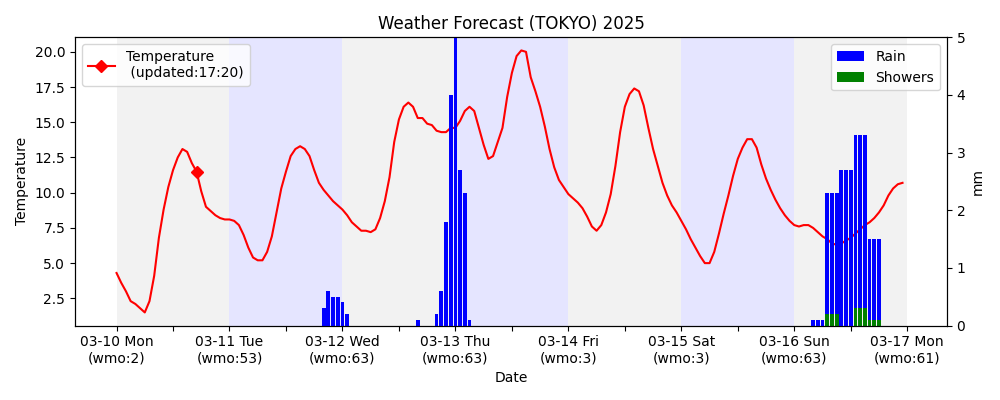 Weather Forecast (TOKYO) 2025
Temperature
(updated:17:20)
Rain
Showers
Temperature
20.0
17.5
15.0
12.5
10.0
7.5
5.0
2.5
5
4
3
2
1
0
mm
03-10 Mon
(wmo:2)
03-11 Tue
(wmo:53)
03-12 Wed
(wmo:63)
03-13 Thu
(wmo:63)
03-14 Fri
(wmo:3)
03-15 Sat
(wmo:3)
03-16 Sun
(wmo:63)
03-17 Mon
(wmo:61)
Date